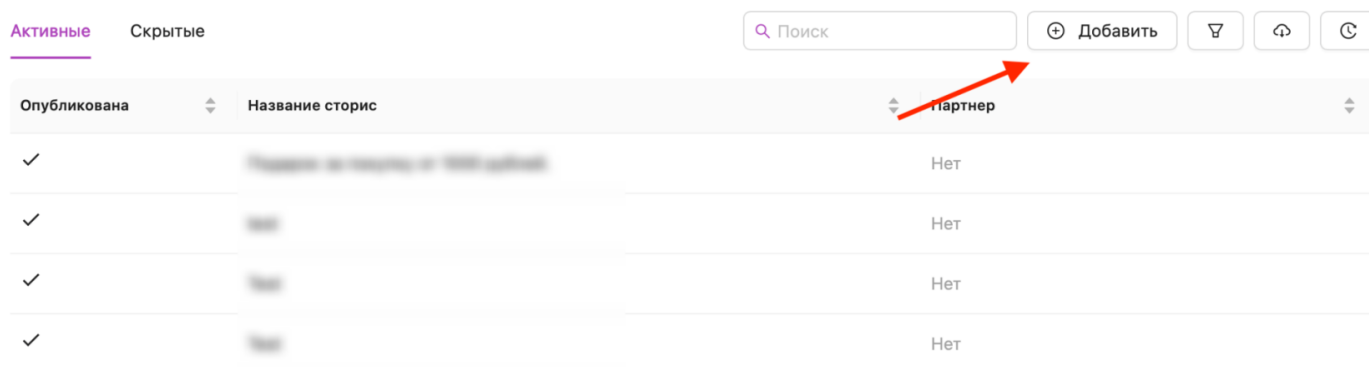 Активные Скрытые Поиск Добавить
Опубликована Название сторис Партнер
Нет
Нет
Нет
Нет